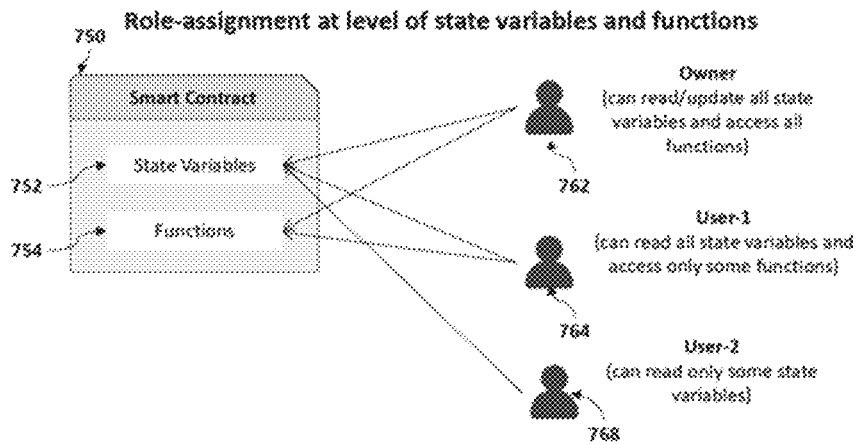 Role-assignment at level of state variables and functions
750
Smart Contract
State Variables
Functions
752
754
Owner
(can read/update all state
variables and access all
functions)
762
User-1
(can read all state variables and
access only some functions)
764
User-2
(can read only some state
variables)
768